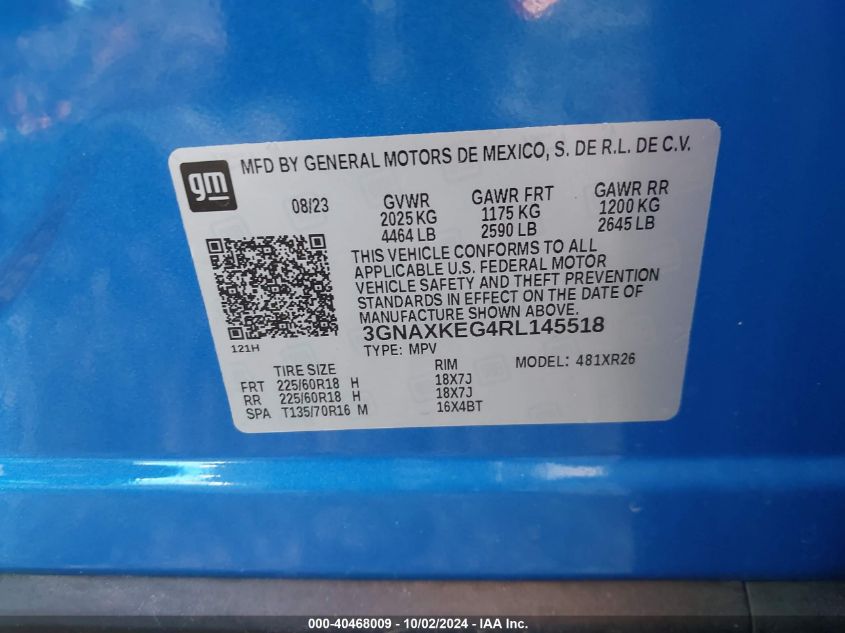 gm
MFD BY GENERAL MOTORS DE MEXICO, S. DE R.L. DE C.V.
08/23 GVWR GAWR FRT GAWR RR
2025 KG 1175 KG 1200 KG
4464 LB 2590 LB 2645 LB
THIS VEHICLE CONFORMS TO ALL
APPLICABLE U.S. FEDERAL MOTOR
VEHICLE SAFETY AND THEFT PREVENTION
STANDARDS IN EFFECT ON THE DATE OF
MANUFACTURE SHOWN ABOVE.
3GNAXKEG4RL145518
121H
TYPE: MPV
TIRE SIZE RIM MODEL: 481XR26
FRT 225/60R18 H 18X7J
RR 225/60R18 H 18X7J
SPA T135/70R16 M 16X4BT
000-40468009 - 10/02/2024 - IAA Inc.